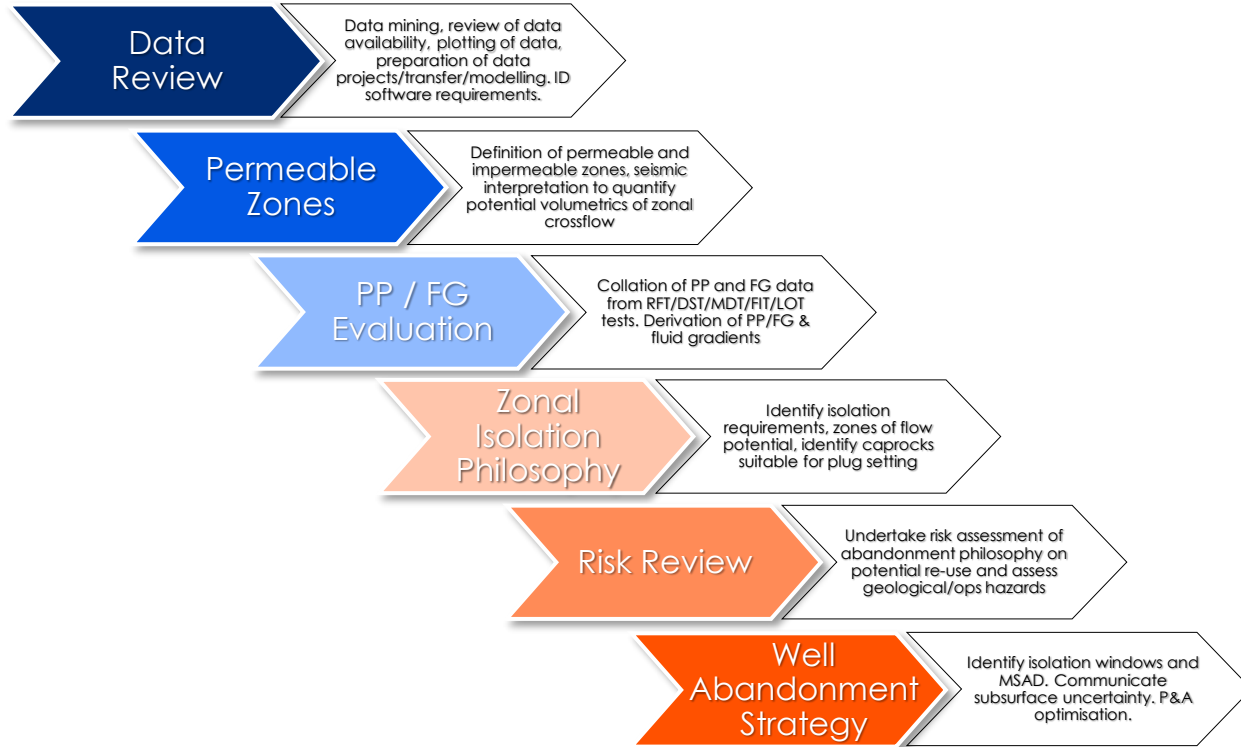 Data
Review
Data mining, review of data
availability, plotting of data,
preparation of data
projects/transfer/modelling. ID
software requirements.
Permeable
Zones
Definition of permeable and
impermeable zones, seismic
interpretation to quantify
potential volumetrics of zonal
crossflow
PP / FG
Evaluation
Collation of PP and FG data
from RFT/DST/MDT/FIT/LOT
tests. Derivation of PP/FG &
fluid gradients
Zonal
Isolation
Philosophy
Identify isolation
requirements, zones of flow
potential, identify caprocks
suitable for plug setting
Risk Review
Undertake risk assessment of
abandonment philosophy on
potential re-use and assess
geological/ops hazards
Well
Abandonment
Strategy
Identify isolation windows and
MSAD. Communicate
subsurface uncertainty. P&A
optimisation.